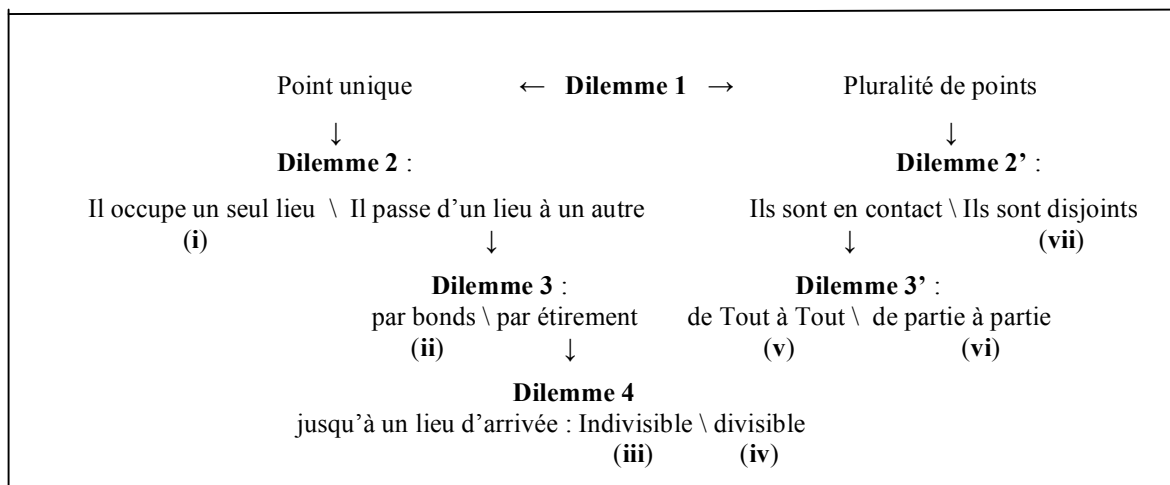 Point unique ← Dilemme 1 → Pluralité de points
↓ ↓
Dilemme 2 : Dilemme 2’ :
Il occupe un seul lieu \ Il passe d’un lieu à un autre Ils sont en contact \ Ils sont disjoints
(i) ↓ ↓ (vii)
Dilemme 3 : Dilemme 3’ :
par bonds \ par étirement de Tout à Tout \ de partie à partie
(ii) ↓ (v) (vi)
Dilemme 4
jusqu’à un lieu d’arrivée : Indivisible \ divisible
(iii) (iv)